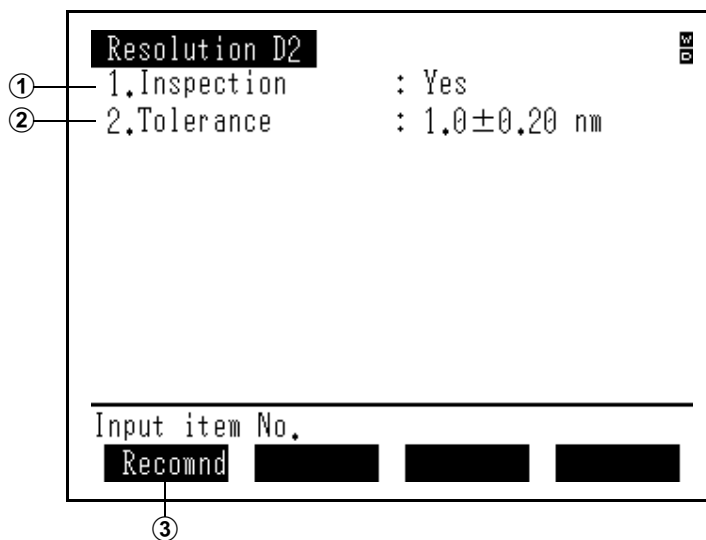 Resolution D2
W
D
① 1.Inspection : Yes
② 2.Tolerance : 1.0±0.20 nm
Input item No.
Recomnd
③